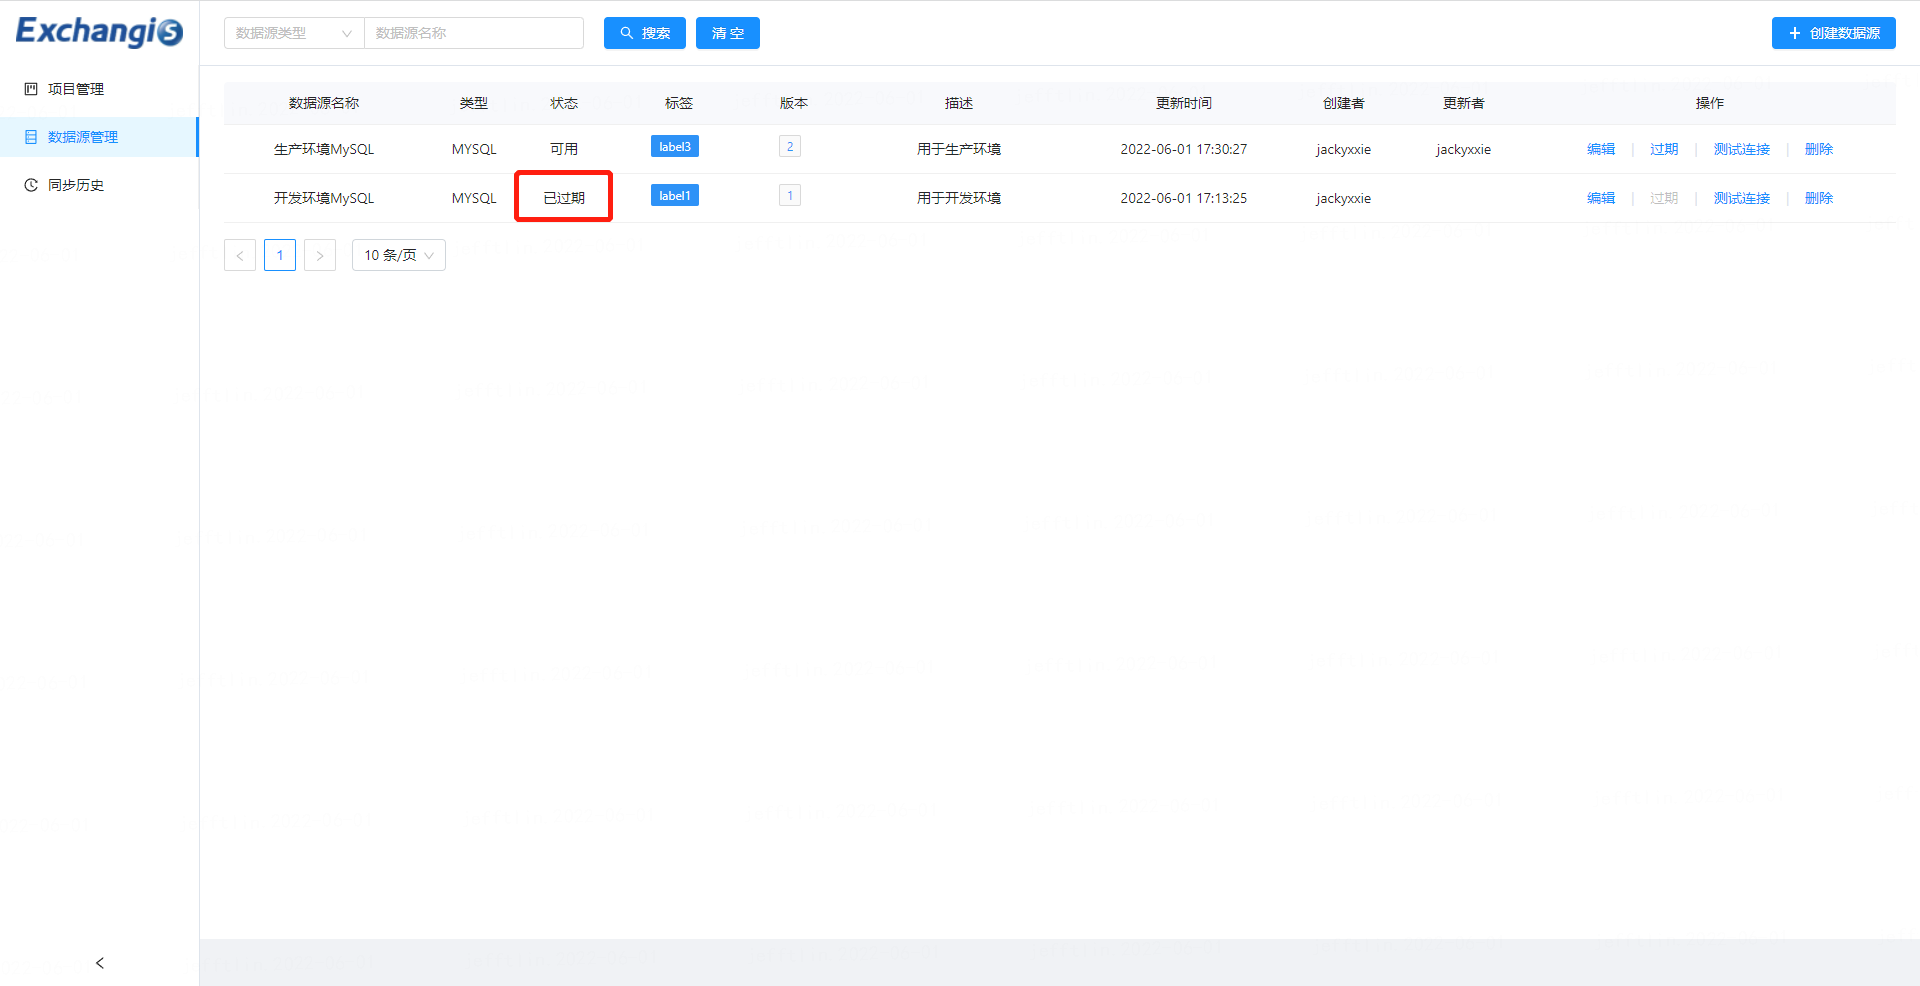 ExchangiS
数据源类型 数据源名称 搜索 清 空 创建数据源
项目管理
数据源管理
同步历史
数据源名称 类型 状态 标签 版本 描述 更新时间 创建者 更新者 操作
生产环境MySQL MYSQL 可用 label3 2 用于生产环境 2022-06-01 17:30:27 jackyxxie jackyxxie 编辑 | 过期 | 测试连接 | 删除
开发环境MySQL MYSQL 已过期 label1 1 用于开发环境 2022-06-01 17:13:25 jackyxxie 编辑 | 过期 | 测试连接 | 删除
< 1 > 10 条/页